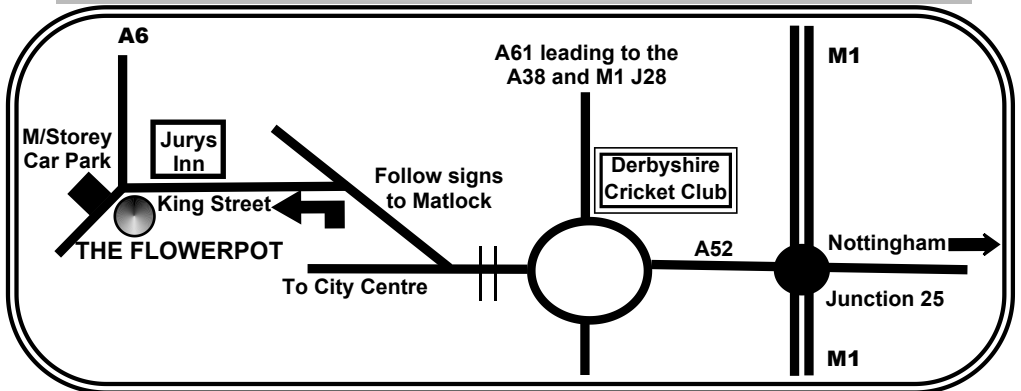 A6
M/Storey
Car Park
Jurys
Inn
King Street
THE FLOWERPOT
Follow signs
to Matlock
To City Centre
A61 leading to the
A38 and M1 J28
Derbyshire
Cricket Club
A52
M1
Nottingham
Junction 25
M1